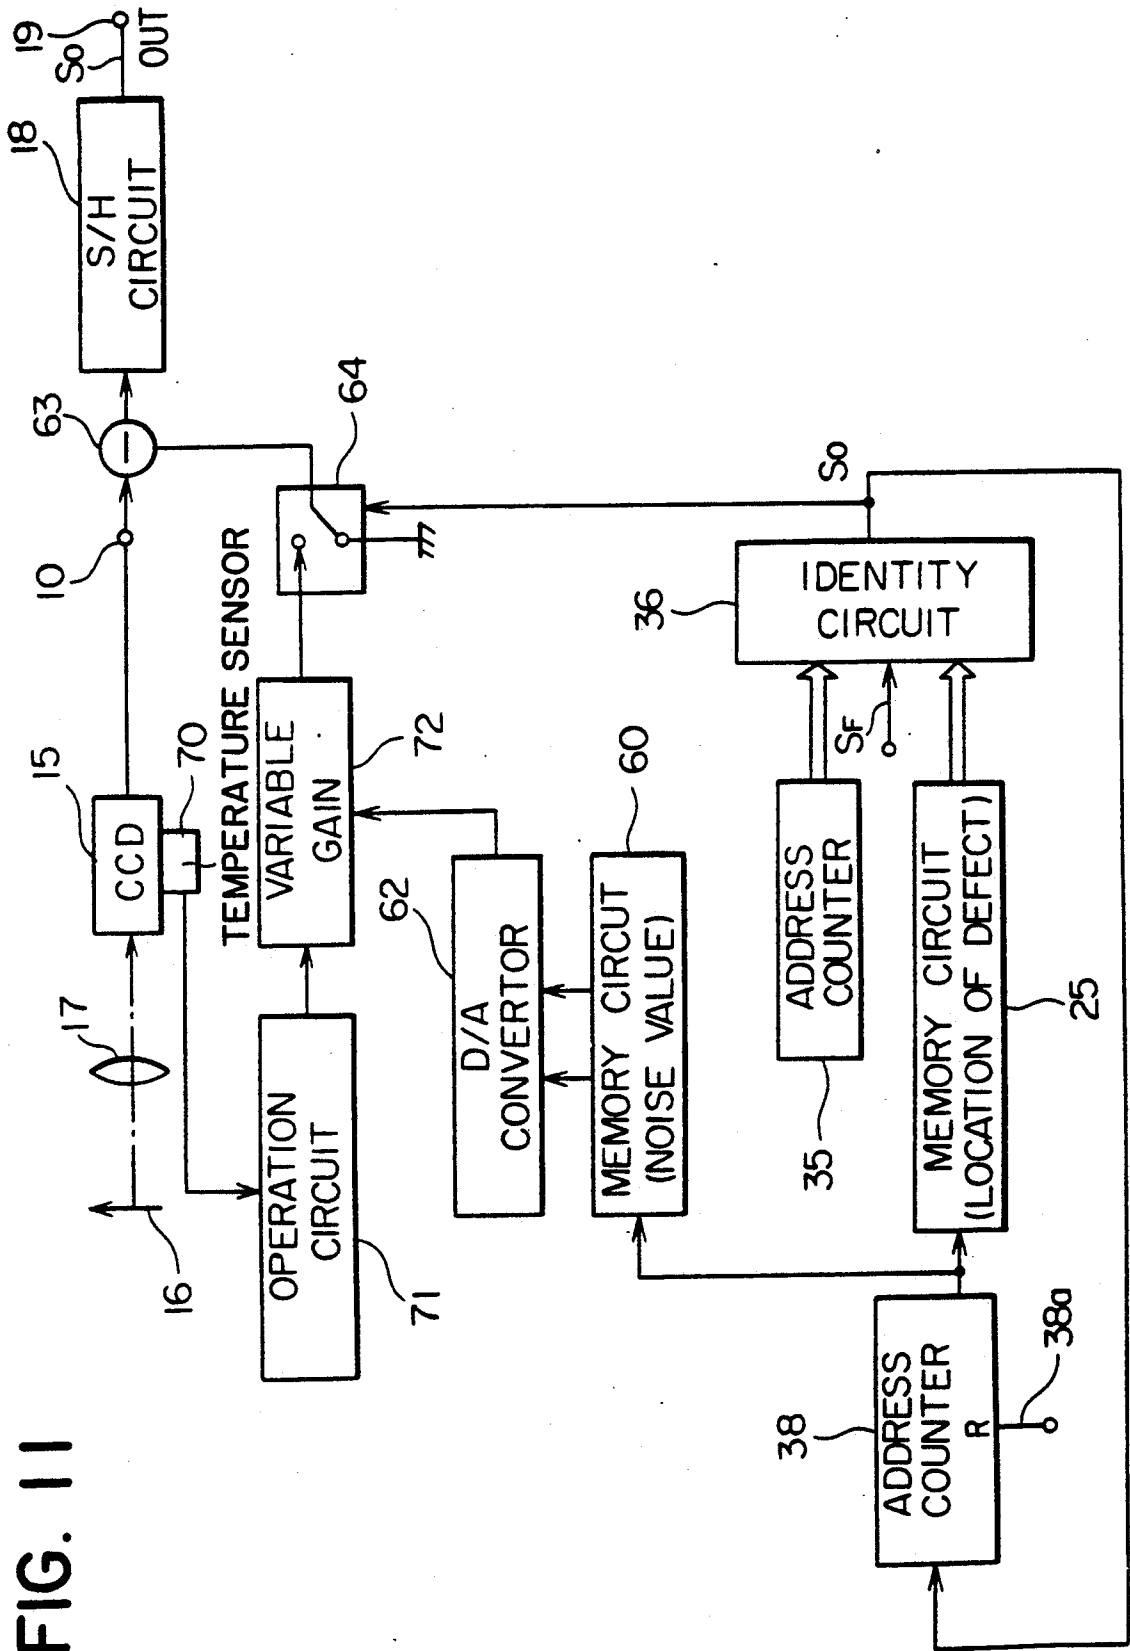 FIG. 11
16
17
15
CCD
70
TEMPERATURE SENSOR
10
63
18
S/H
CIRCUIT
So
19
OUT
OPERATION
CIRCUIT
71
VARIABLE
GAIN
72
64
62
D/A
CONVERTOR
MEMORY CIRCUT
(NOISE VALUE)
60
ADDRESS
COUNTER
35
SF
36
IDENTITY
CIRCUIT
So
MEMORY CIRCUIT
(LOCATION OF DEFECT)
25
38
ADDRESS
COUNTER
R
38a